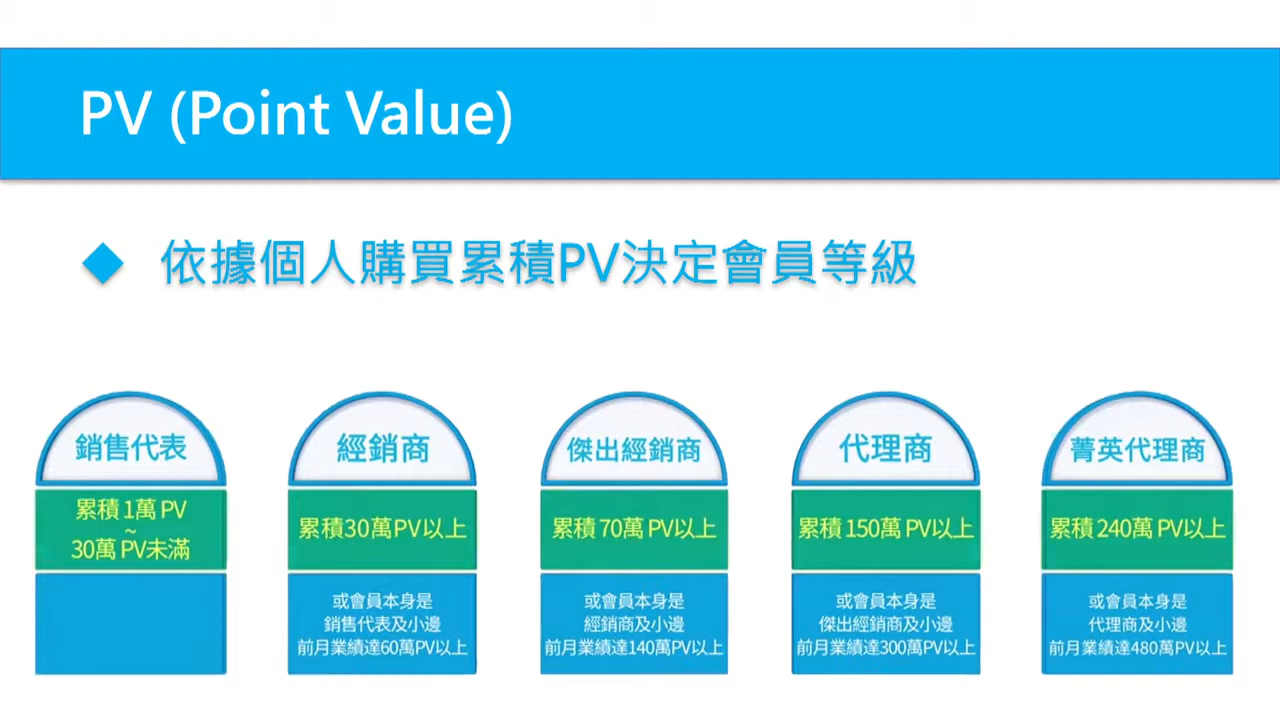 PV (Point Value)
◆ 依據個人購買累積PV決定會員等級
銷售代表
累積 1萬 PV
~
30萬 PV未滿
經銷商
累積30萬PV以上
或會員本身是
銷售代表及小邊
前月業績達60萬PV以上
傑出經銷商
累積 70萬 PV以上
或會員本身是
經銷商及小邊
前月業績達140萬PV以上
代理商
累積 150萬 PV以上
或會員本身是
傑出經銷商及小邊
前月業績達300萬PV以上
菁英代理商
累積 240萬 PV以上
或會員本身是
代理商及小邊
前月業績達480萬PV以上